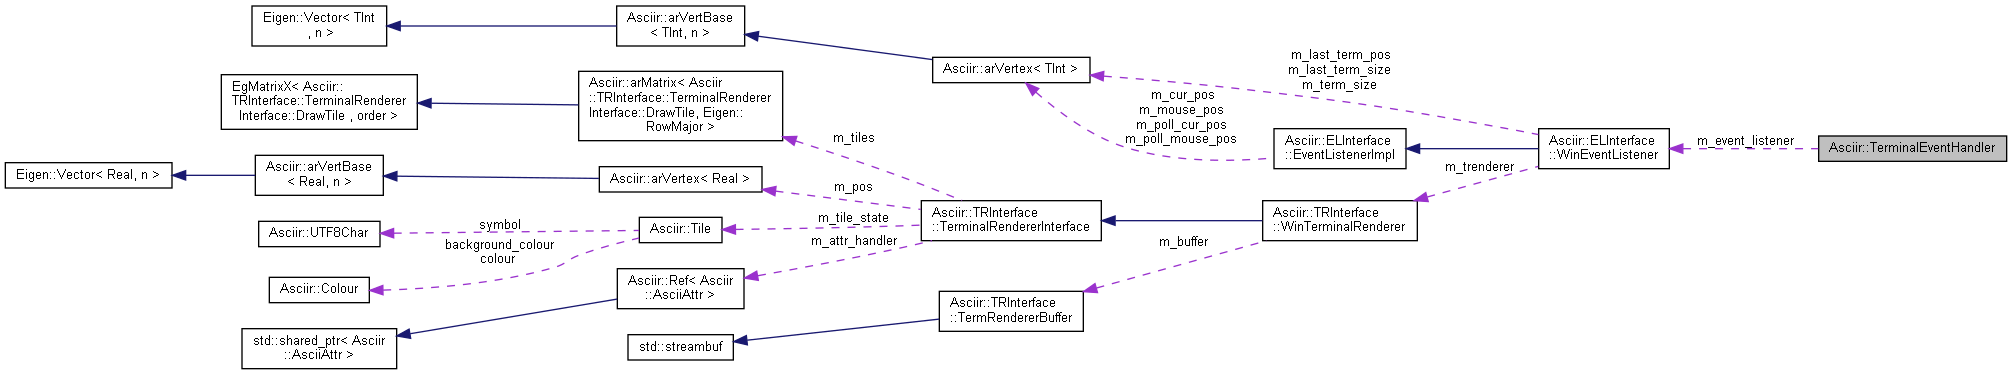 Eigen::Vector< TInt
, n >
Asciir::arVertBase
< TInt, n >
Asciir::arVertex< TInt >
m_last_term_pos
m_last_term_size
m_term_size
EgMatrixX< Asciir::
TRInterface::TerminalRenderer
Interface::DrawTile , order >
Asciir::arMatrix< Asciir
::TRInterface::TerminalRenderer
Interface::DrawTile, Eigen::
RowMajor >
m_cur_pos
m_mouse_pos
m_poll_cur_pos
m_poll_mouse_pos
m_tiles
Asciir::ELInterface
::EventListenerImpl
Asciir::ELInterface
::WinEventListener
m_event_listener
Asciir::TerminalEventHandler
Eigen::Vector< Real, n >
Asciir::arVertBase
< Real, n >
Asciir::arVertex< Real >
m_pos
m_trenderer
Asciir::UTF8Char
symbol
Asciir::Tile
m_tile_state
Asciir::TRInterface
::TerminalRendererInterface
Asciir::TRInterface
::WinTerminalRenderer
background_colour
colour
m_attr_handler
m_buffer
Asciir::Colour
Asciir::Ref< Asciir
::AsciiAttr >
Asciir::TRInterface
::TermRendererBuffer
std::shared_ptr< Asciir
::AsciiAttr >
std::streambuf